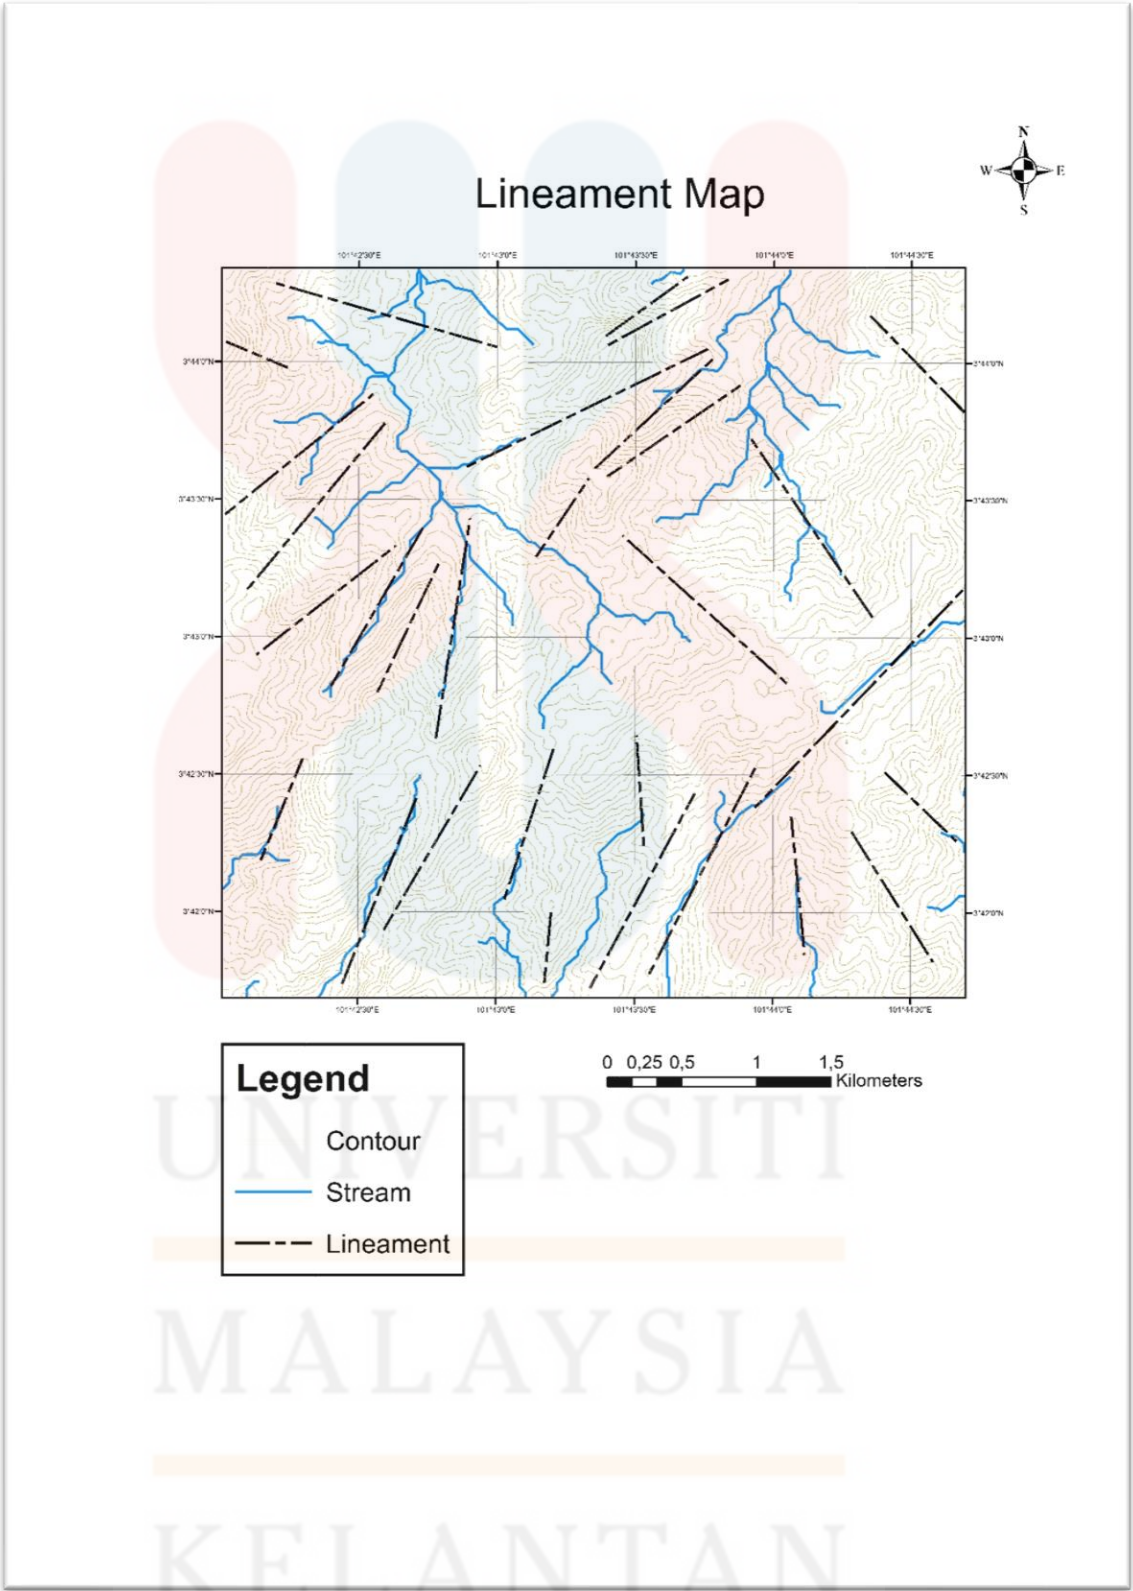 N
W E
S
Lineament Map
101°42'30"E 101°43'0"E 101°43'30"E 101°44'0"E 101°44'30"E
3°44'0"N 3°44'0"N
3°43'30"N 3°43'30"N
3°43'0"N 3°43'0"N
3°42'30"N 3°42'30"N
3°42'0"N 3°42'0"N
101°42'30"E 101°43'0"E 101°43'30"E 101°44'0"E 101°44'30"E
0 0,25 0,5 1 1,5
Kilometers
Legend
Contour
Stream
Lineament
UNIVERSITI
MALAYSIA
KELANTAN